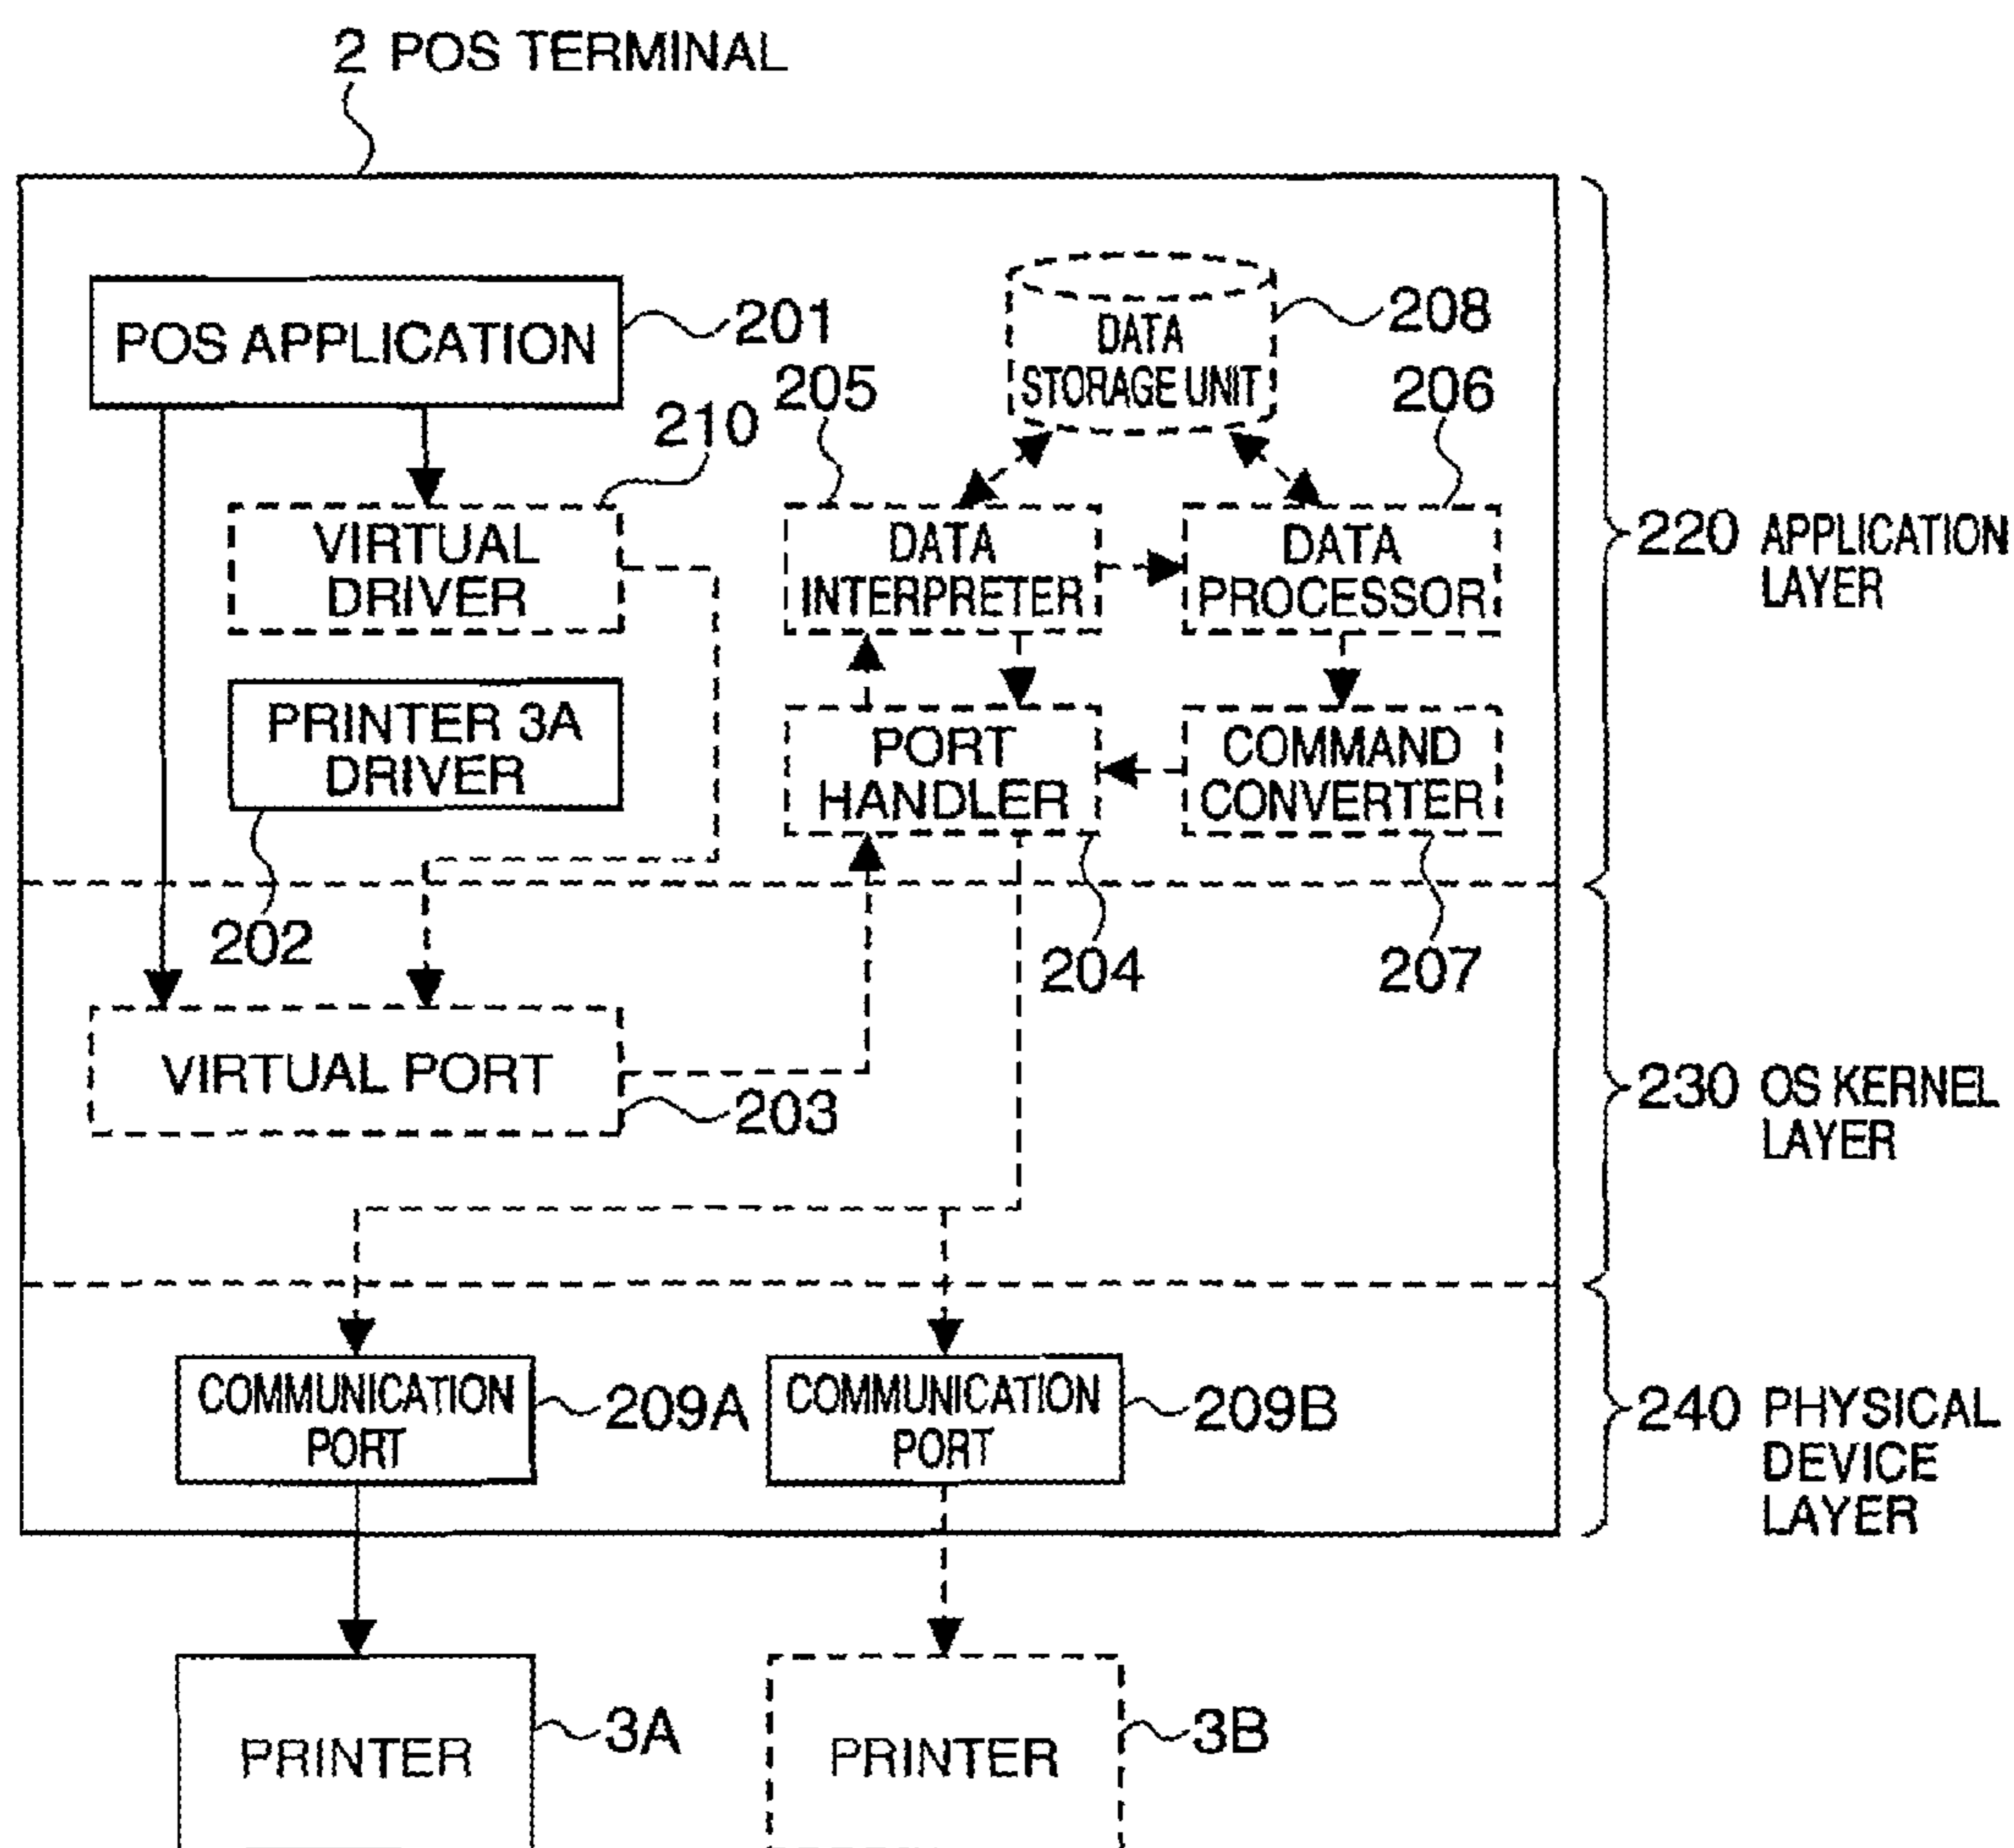 2 POS TERMINAL
POS APPLICATION
201
DATA
STORAGE UNIT
208
205
206
210
VIRTUAL
DRIVER
DATA
INTERPRETER
DATA
PROCESSOR
220 APPLICATION
LAYER
PRINTER 3A
DRIVER
PORT
HANDLER
COMMAND
CONVERTER
202
204
207
VIRTUAL PORT
203
230 OS KERNEL
LAYER
COMMUNICATION
PORT
209A
COMMUNICATION
PORT
209B
240 PHYSICAL
DEVICE
LAYER
PRINTER
3A
PRINTER
3B